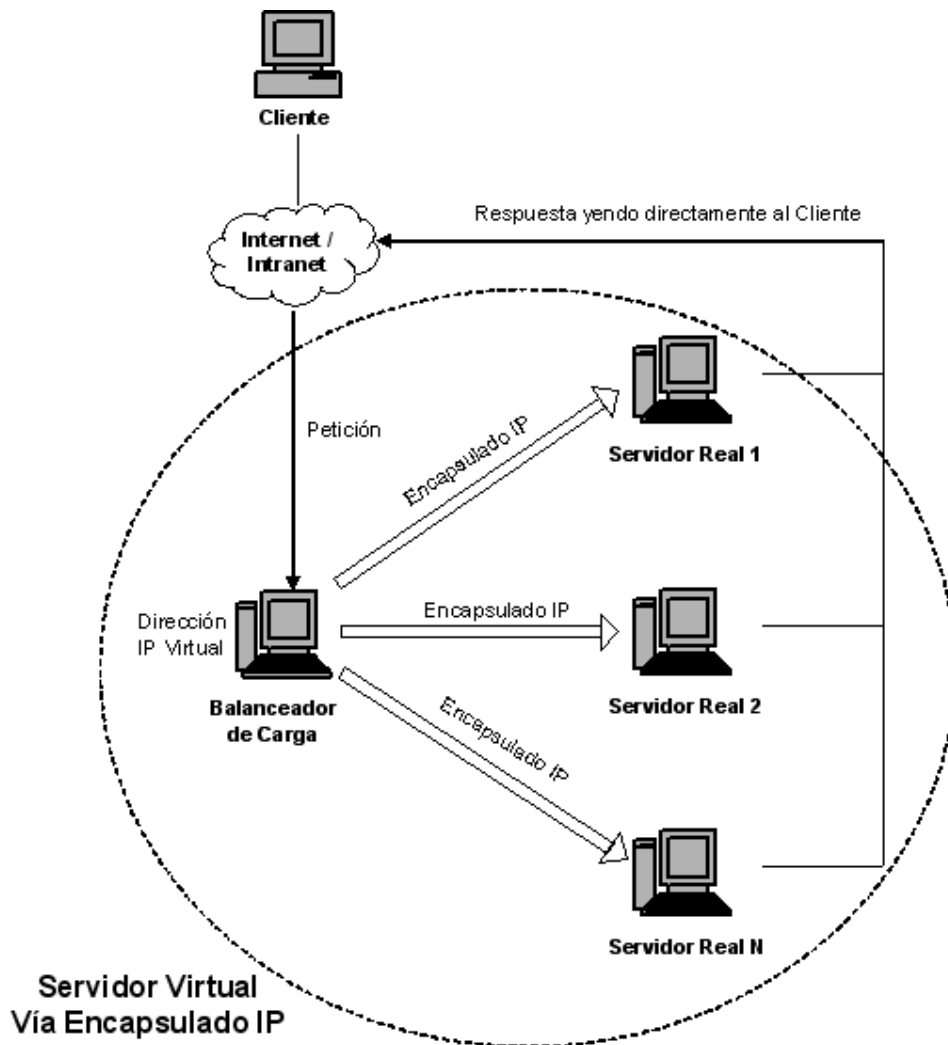 Cliente
Respuesta yendo directamente al Cliente
Internet /
Intranet
Petición
Encapsulado IP
Servidor Real 1
Dirección
IP Virtual
Encapsulado IP
Balanceador
de Carga
Servidor Real 2
Encapsulado IP
Servidor Real N
Servidor Virtual
Vía Encapsulado IP